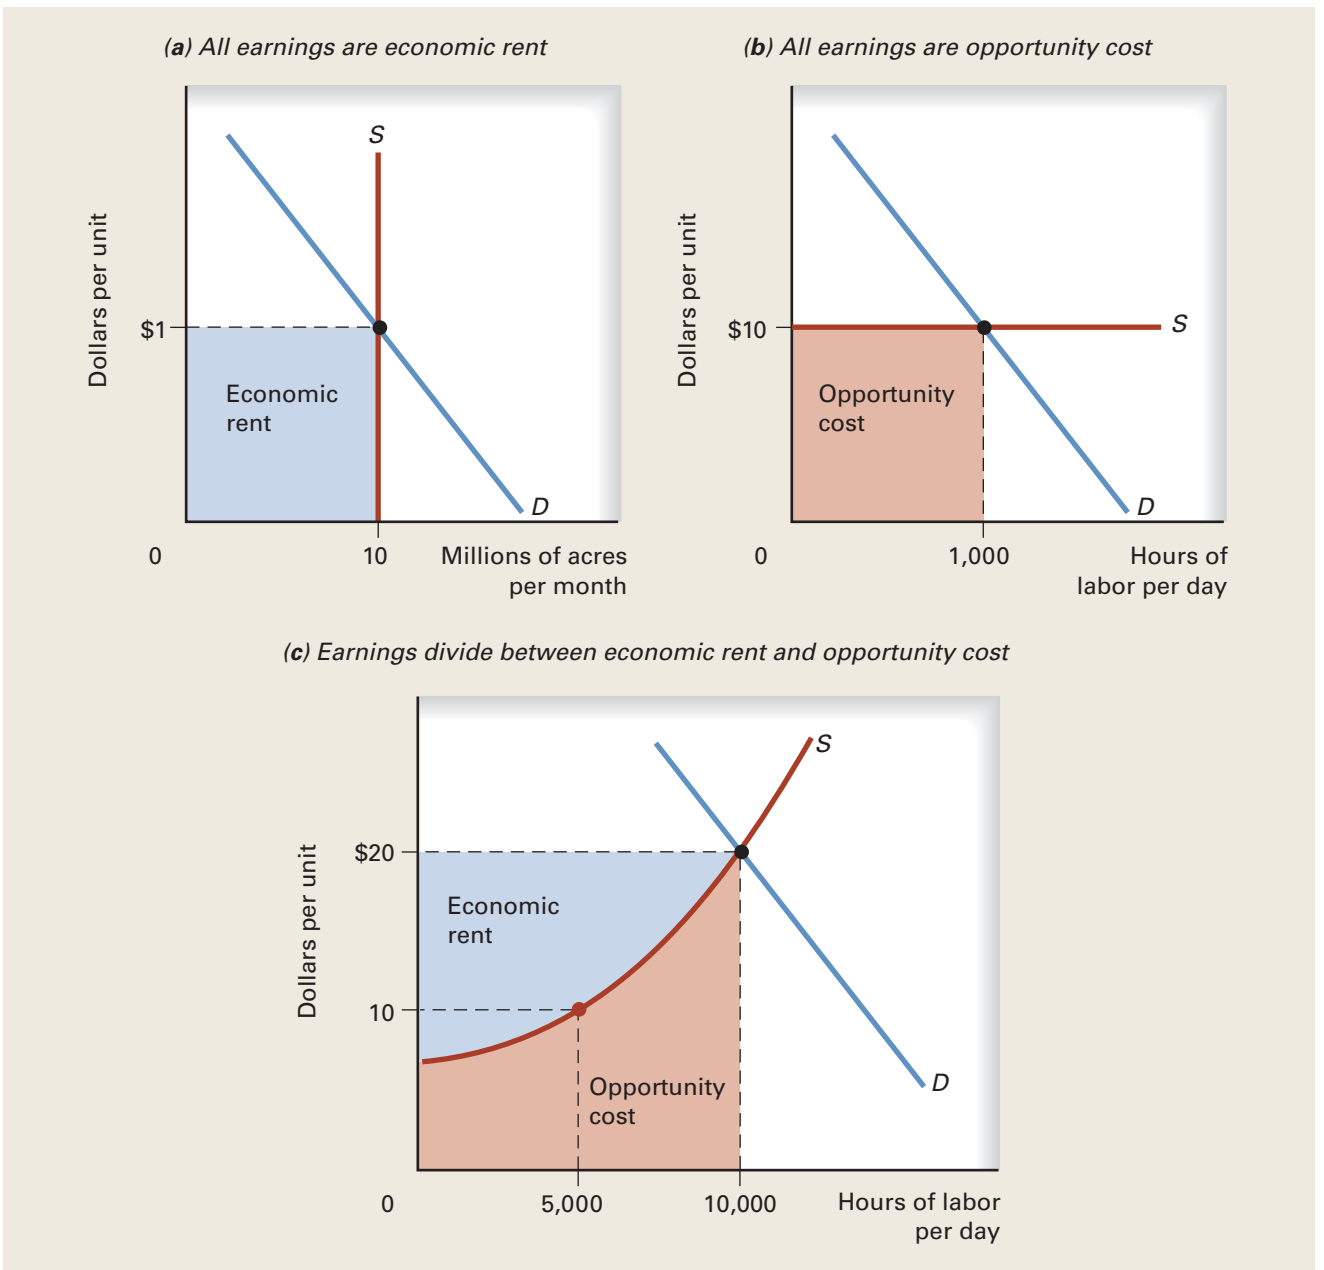 (a) All earnings are economic rent
Dollars per unit
S
$1
Economic
rent
D
0
10
Millions of acres
per month
(b) All earnings are opportunity cost
Dollars per unit
$10
S
Opportunity
cost
D
0
1,000
Hours of
labor per day
(c) Earnings divide between economic rent and opportunity cost
Dollars per unit
S
$20
Economic
rent
10
Opportunity
cost
D
0
5,000
10,000
Hours of labor
per day